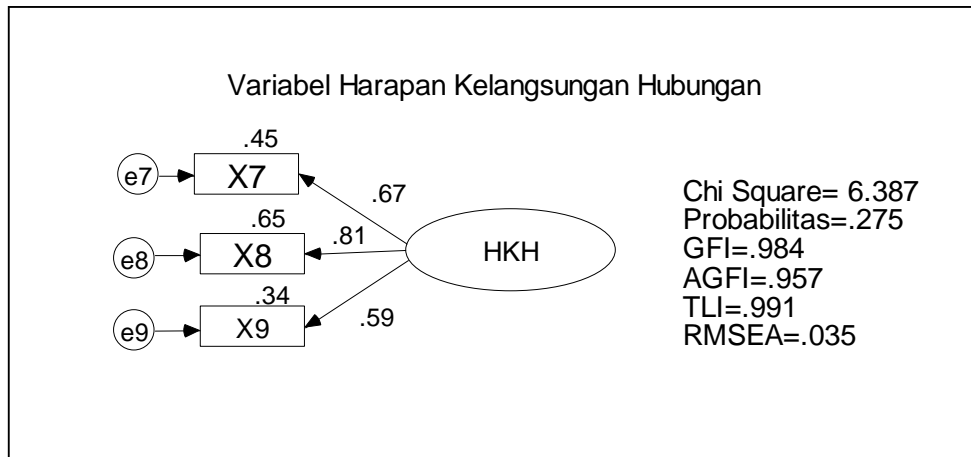 Variabel Harapan Kelangsungan Hubungan
.45
e7
X7
.67
.65
e8
X8
.81
HKH
.34
e9
X9
.59
Chi Square= 6.387
Probabilitas=.275
GFI=.984
AGFI=.957
TLI=.991
RMSEA=.035